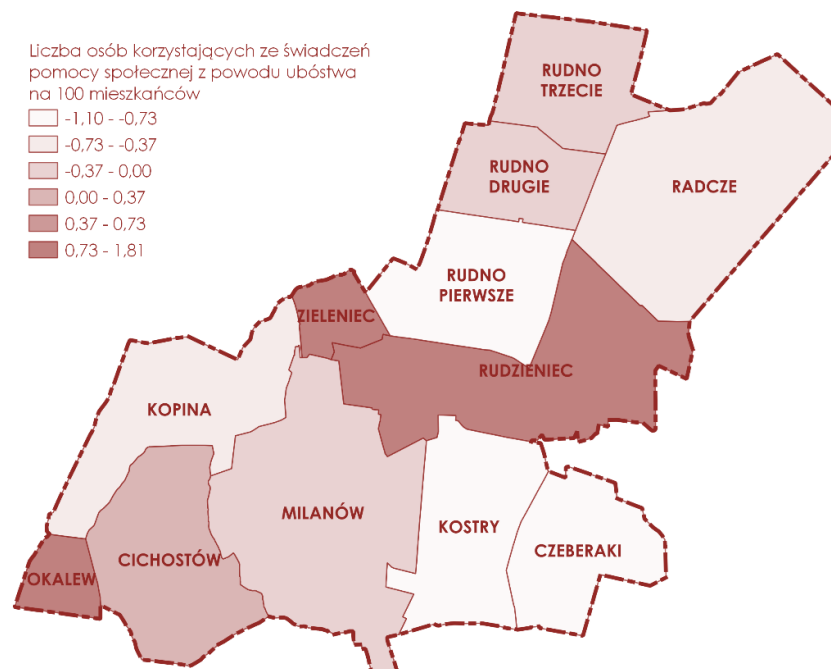 Liczba osób korzystających ze świadczeń
pomocy społecznej z powodu ubóstwa
na 100 mieszkańców
-1,10 - -0,73
-0,73 - -0,37
-0,37 - 0,00
0,00 - 0,37
0,37 - 0,73
0,73 - 1,81
RUDNO
TRZECIE
RUDNO
DRUGIE
RADCZE
RUDNO
PIERWSZE
ZIELENIEC
RUDZIENIEC
KOPINA
MILANÓW
KOSTRY
CZEBERAKI
CICHOSTÓW
OKALEW